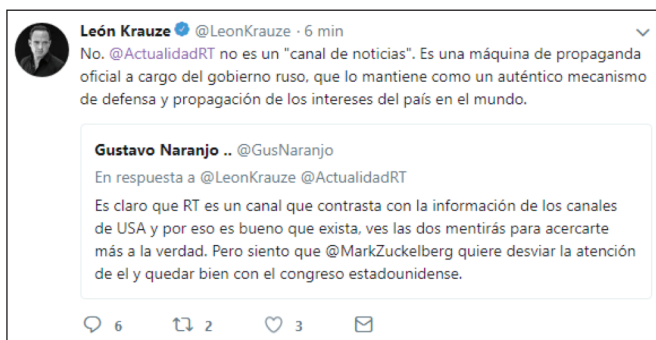 León Krauze @LeonKrauze · 6 min
No. @ActualidadRT no es un "canal de noticias". Es una máquina de propaganda
oficial a cargo del gobierno ruso, que lo mantiene como un auténtico mecanismo
de defensa y propagación de los intereses del país en el mundo.
Gustavo Naranjo .. @GusNaranjo
En respuesta a @LeonKrauze @ActualidadRT
Es claro que RT es un canal que contrasta con la información de los canales
de USA y por eso es bueno que exista, ves las dos mentirás para acercarte
más a la verdad. Pero siento que @MarkZuckelberg quiere desviar la atención
de el y quedar bien con el congreso estadounidense.
6 2 3